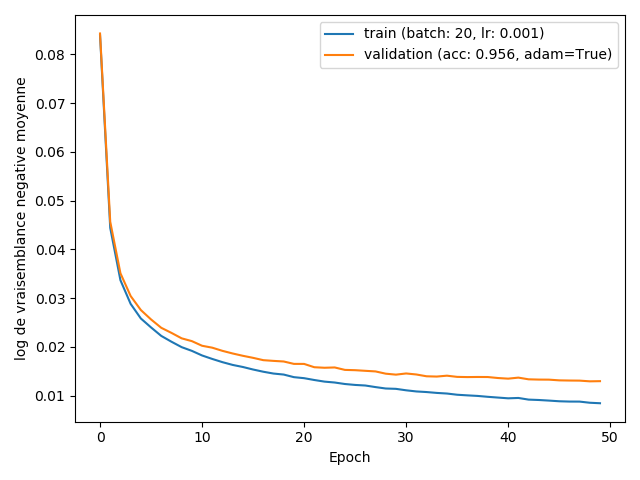 train (batch: 20, lr: 0.001)
validation (acc: 0.956, adam=True)
log de vraisemblance negative moyenne
0.08
0.07
0.06
0.05
0.04
0.03
0.02
0.01
0 10 20 30 40 50
Epoch